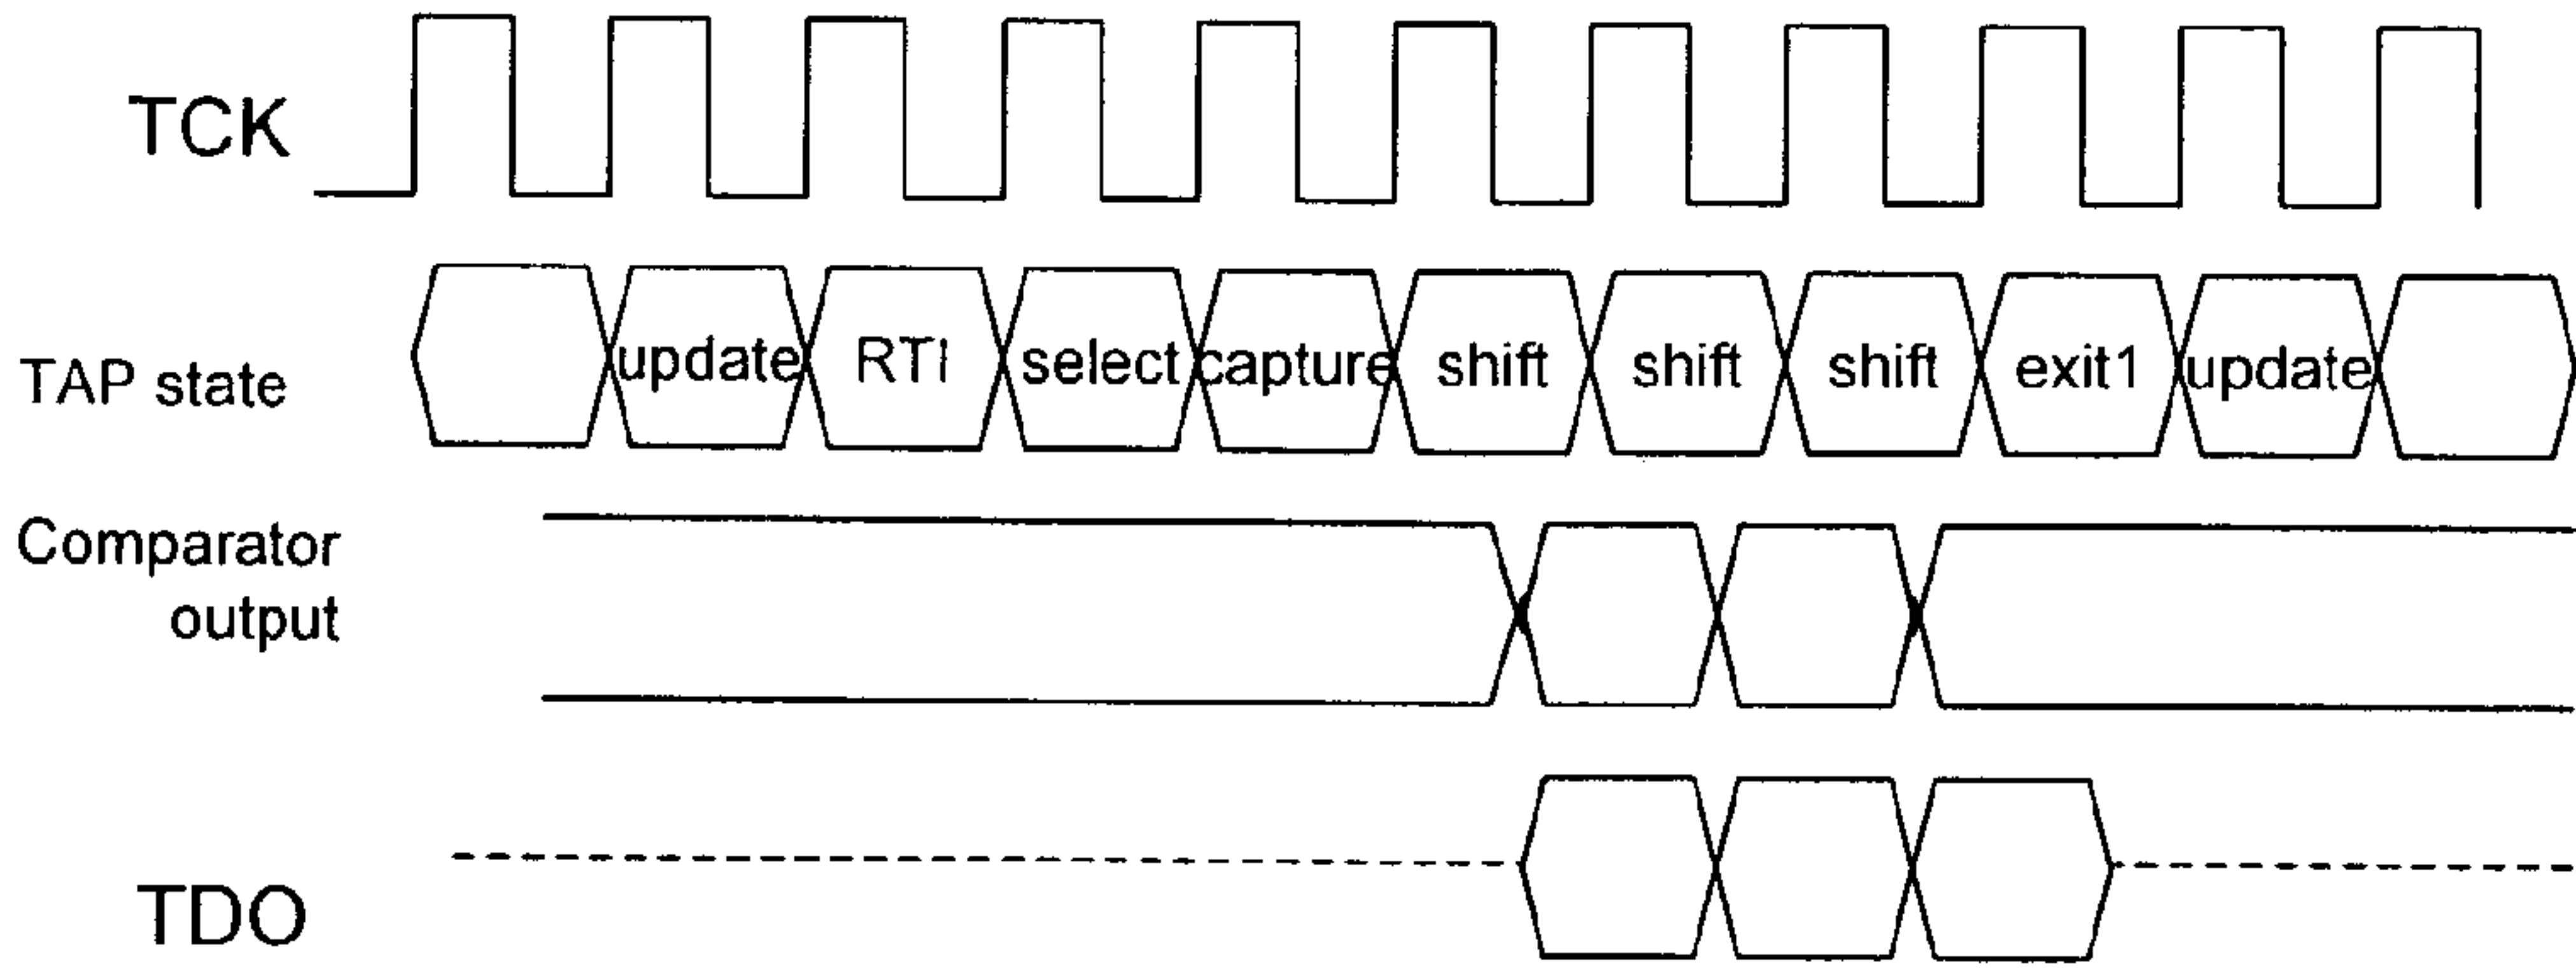 TCK
TAP state
update RTI select capture shift shift shift exit1 update
Comparator
output
TDO